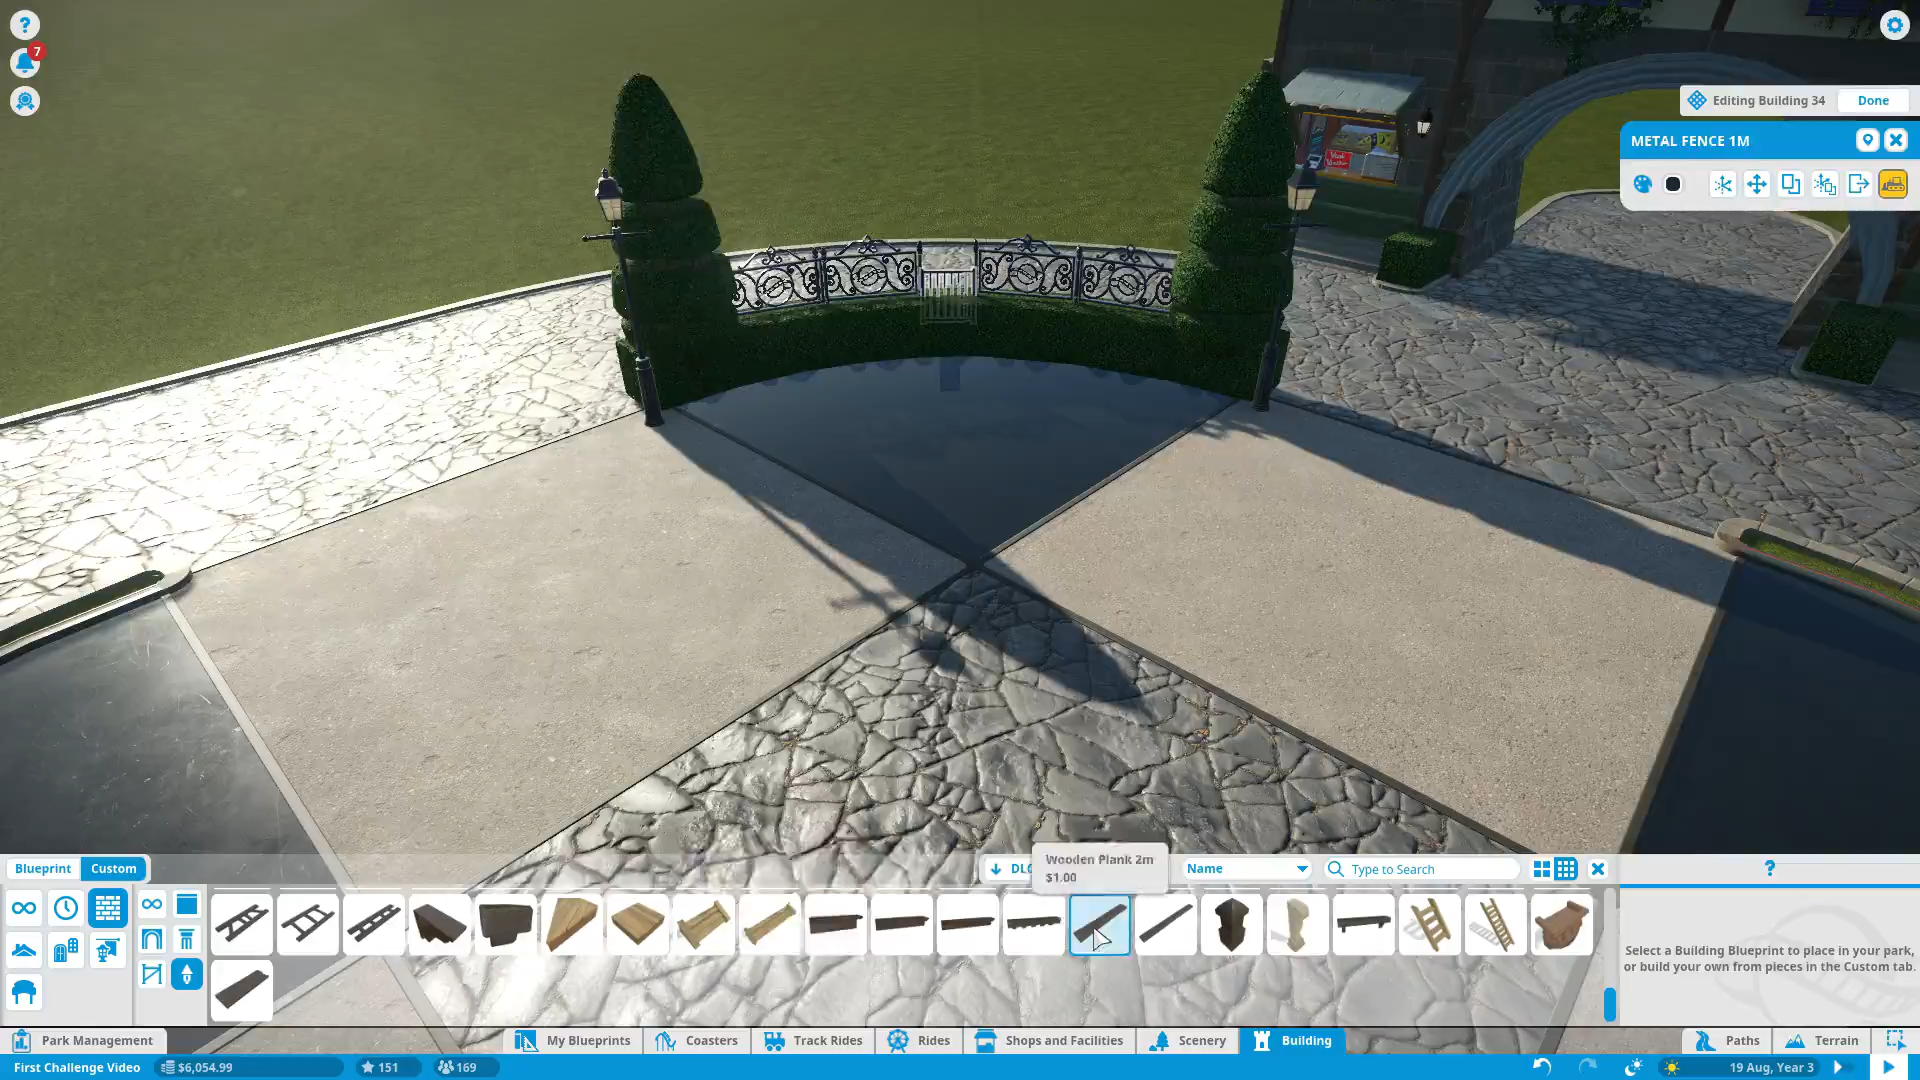 ?
7
Editing Building 34
Done
METAL FENCE 1M
Blueprint
Custom
DLC
Wooden Plank 2m
$1.00
Name
Type to Search
?
Select a Building Blueprint to place in your park,
or build your own from pieces in the Custom tab.
Park Management
My Blueprints
Coasters
Track Rides
Rides
Shops and Facilities
Scenery
Building
Paths
Terrain
First Challenge Video
$6,054.99
151
169
19 Aug, Year 3